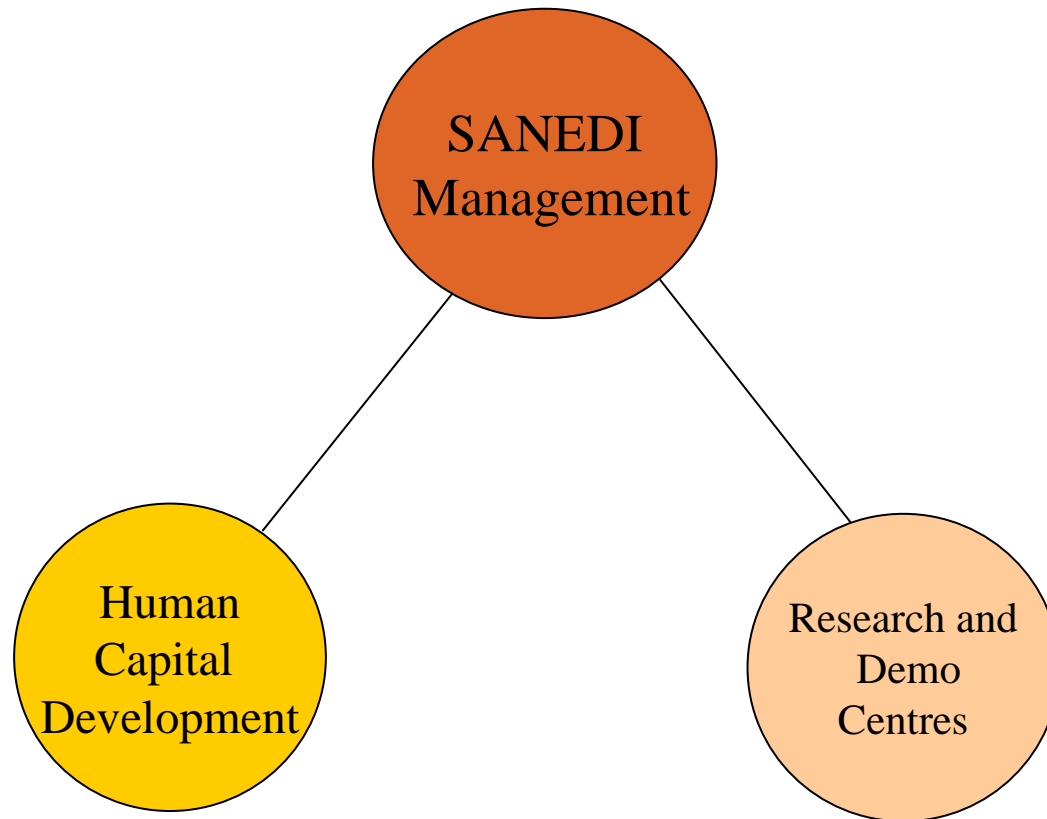 SANEDI
Management
Human
Capital
Development
Research and
Demo
Centres